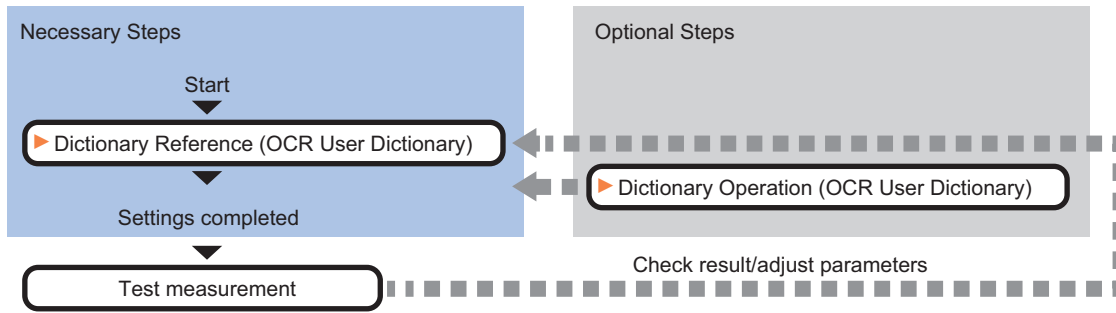 Necessary Steps
Optional Steps
Start
Dictionary Reference (OCR User Dictionary)
Dictionary Operation (OCR User Dictionary)
Settings completed
Check result/adjust parameters
Test measurement